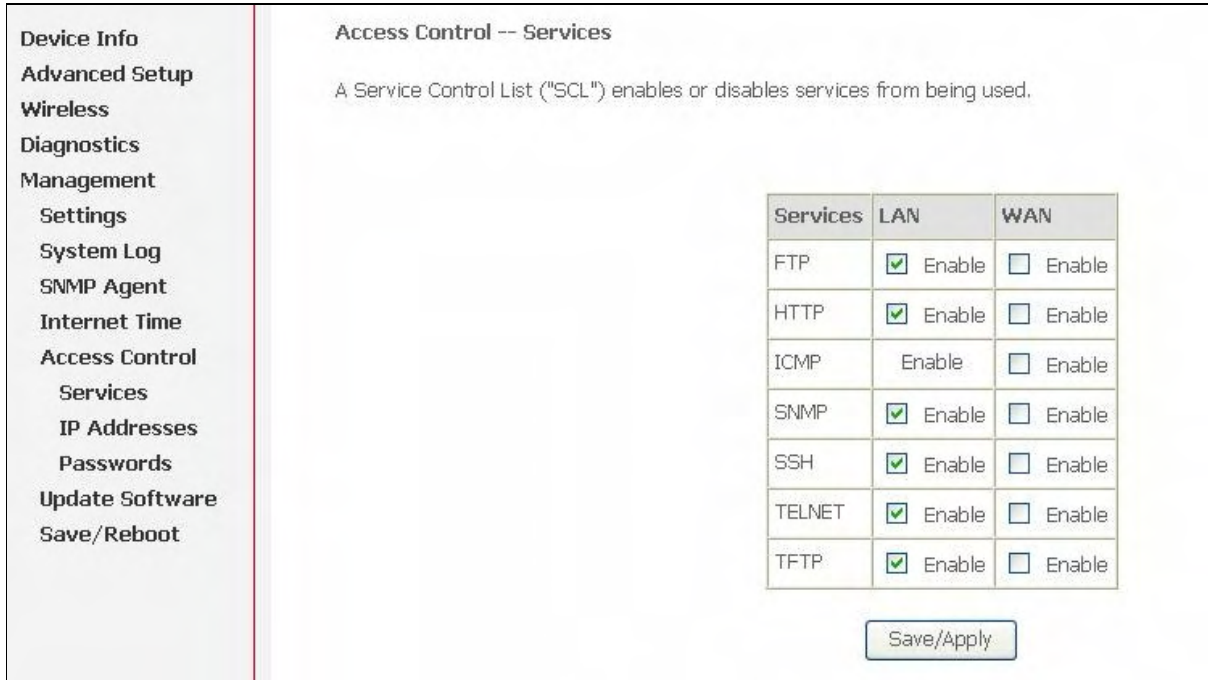 Device Info
Advanced Setup
Wireless
Diagnostics
Management
Settings
System Log
SNMP Agent
Internet Time
Access Control
Services
IP Addresses
Passwords
Update Software
Save/Reboot
Access Control -- Services
A Service Control List ("SCL") enables or disables services from being used.
Services LAN WAN
FTP Enable Enable
HTTP Enable Enable
ICMP Enable Enable
SNMP Enable Enable
SSH Enable Enable
TELNET Enable Enable
TFTP Enable Enable
Save/Apply